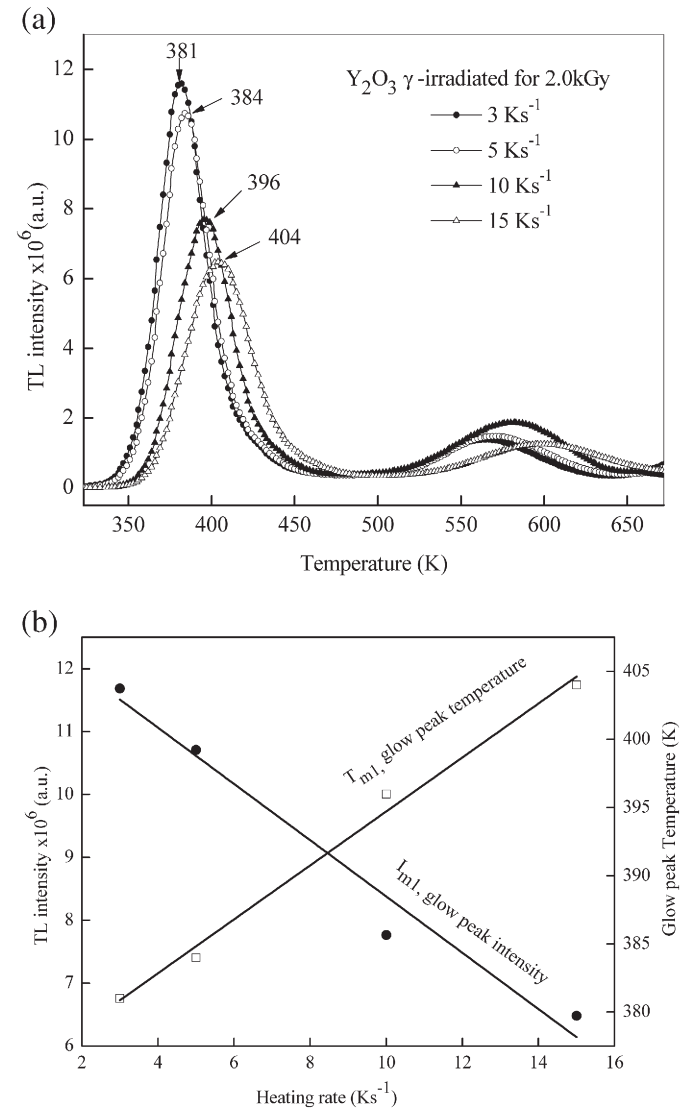 (a)
381
384
396
404
Y2O3 γ-irradiated for 2.0kGy
3 Ks-1
5 Ks-1
10 Ks-1
15 Ks-1
12
10
8
6
4
2
0
TL intensity x10^6 (a.u.)
350 400 450 500 550 600 650
Temperature (K)
(b)
12
11
10
9
8
7
6
TL intensity x10^6 (a.u.)
Tm1, glow peak temperature
Im1, glow peak intensity
405
400
395
390
385
380
Glow peak Temperature (K)
2 4 6 8 10 12 14 16
Heating rate (Ks-1)